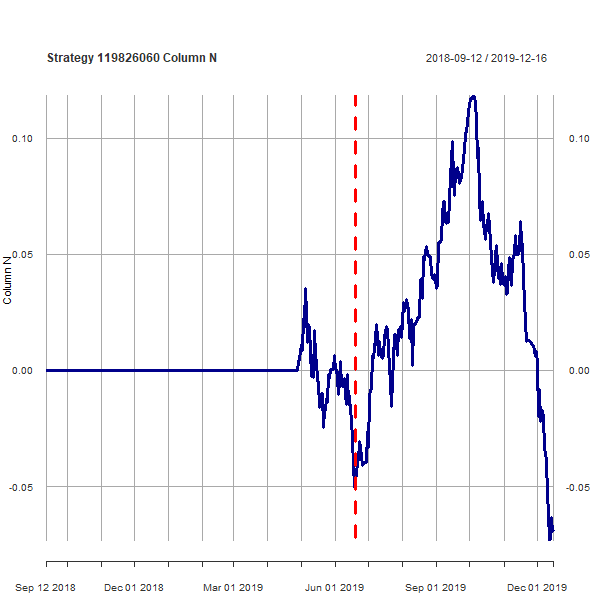 Strategy 119826060 Column N
2018-09-12 / 2019-12-16
0.10
0.10
0.05
0.05
Column N
0.00
0.00
-0.05
-0.05
Sep 12 2018
Dec 01 2018
Mar 01 2019
Jun 01 2019
Sep 01 2019
Dec 01 2019